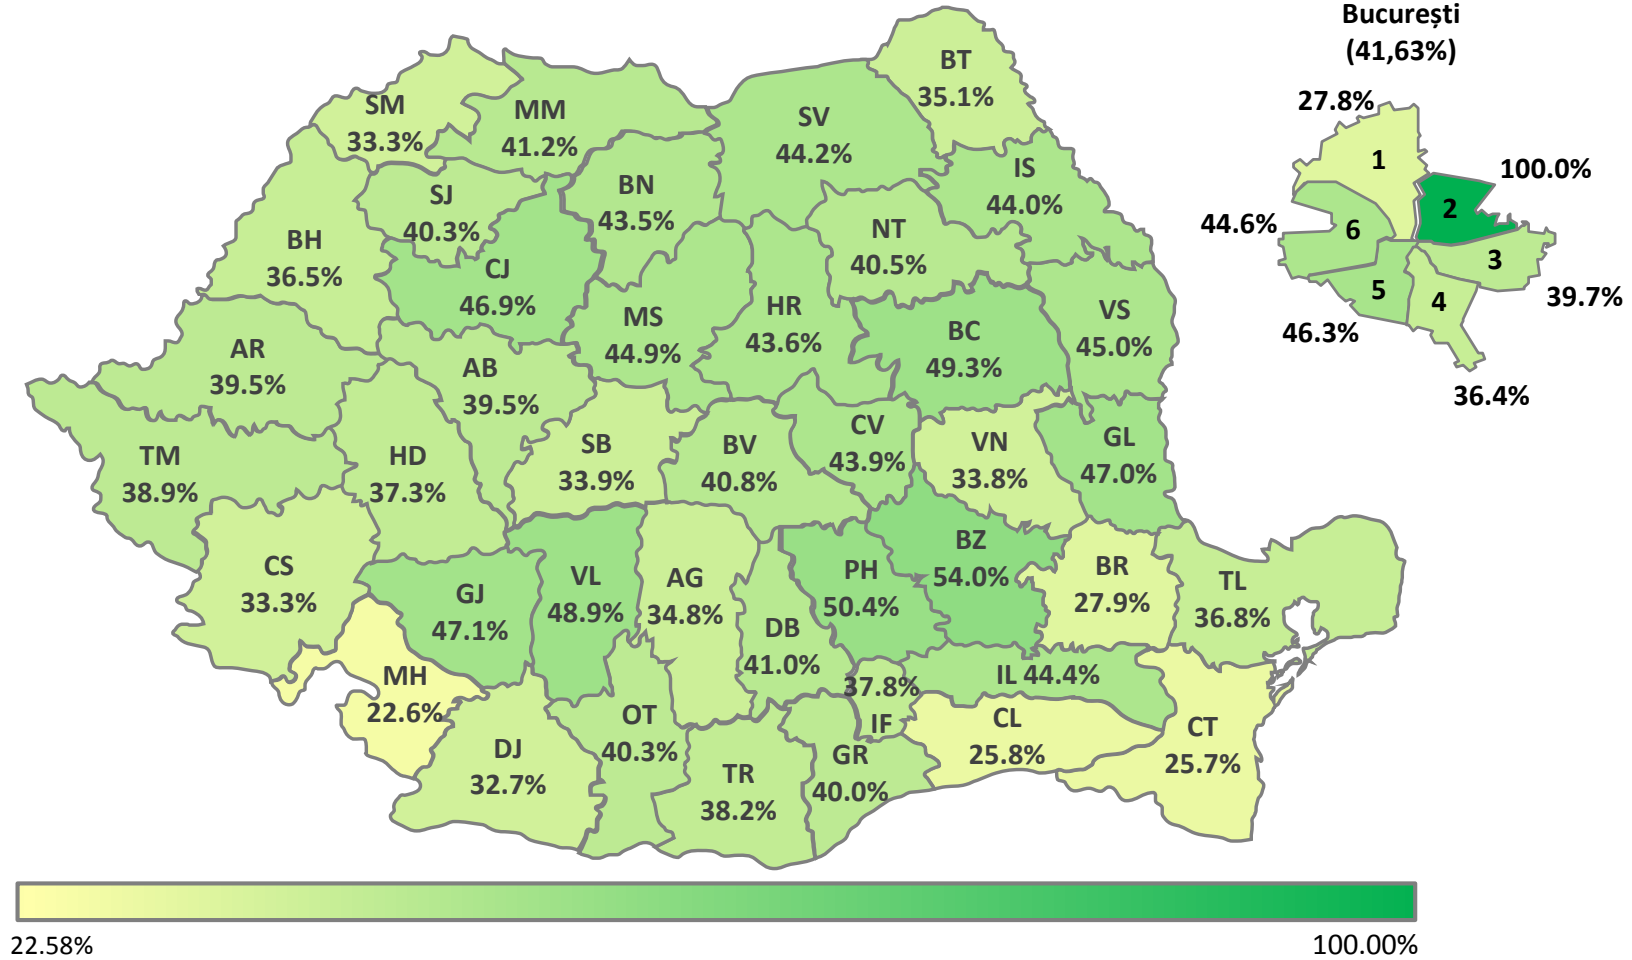 București
(41,63%)
BT
35.1%
27.8%
SM
33.3%
MM
41.2%
SV
44.2%
1
100.0%
IS
44.0%
SJ
40.3%
BN
43.5%
2
44.6%
6
BH
36.5%
NT
40.5%
3
CJ
46.9%
5
4
39.7%
MS
44.9%
HR
43.6%
BC
49.3%
VS
45.0%
46.3%
AR
39.5%
AB
39.5%
36.4%
TM
38.9%
HD
37.3%
SB
33.9%
BV
40.8%
CV
43.9%
VN
33.8%
GL
47.0%
CS
33.3%
GJ
47.1%
VL
48.9%
AG
34.8%
PH
50.4%
BZ
54.0%
BR
27.9%
TL
36.8%
DB
41.0%
MH
22.6%
37.8%
IF
IL 44.4%
OT
40.3%
CL
25.8%
CT
25.7%
DJ
32.7%
TR
38.2%
GR
40.0%
22.58%
100.00%